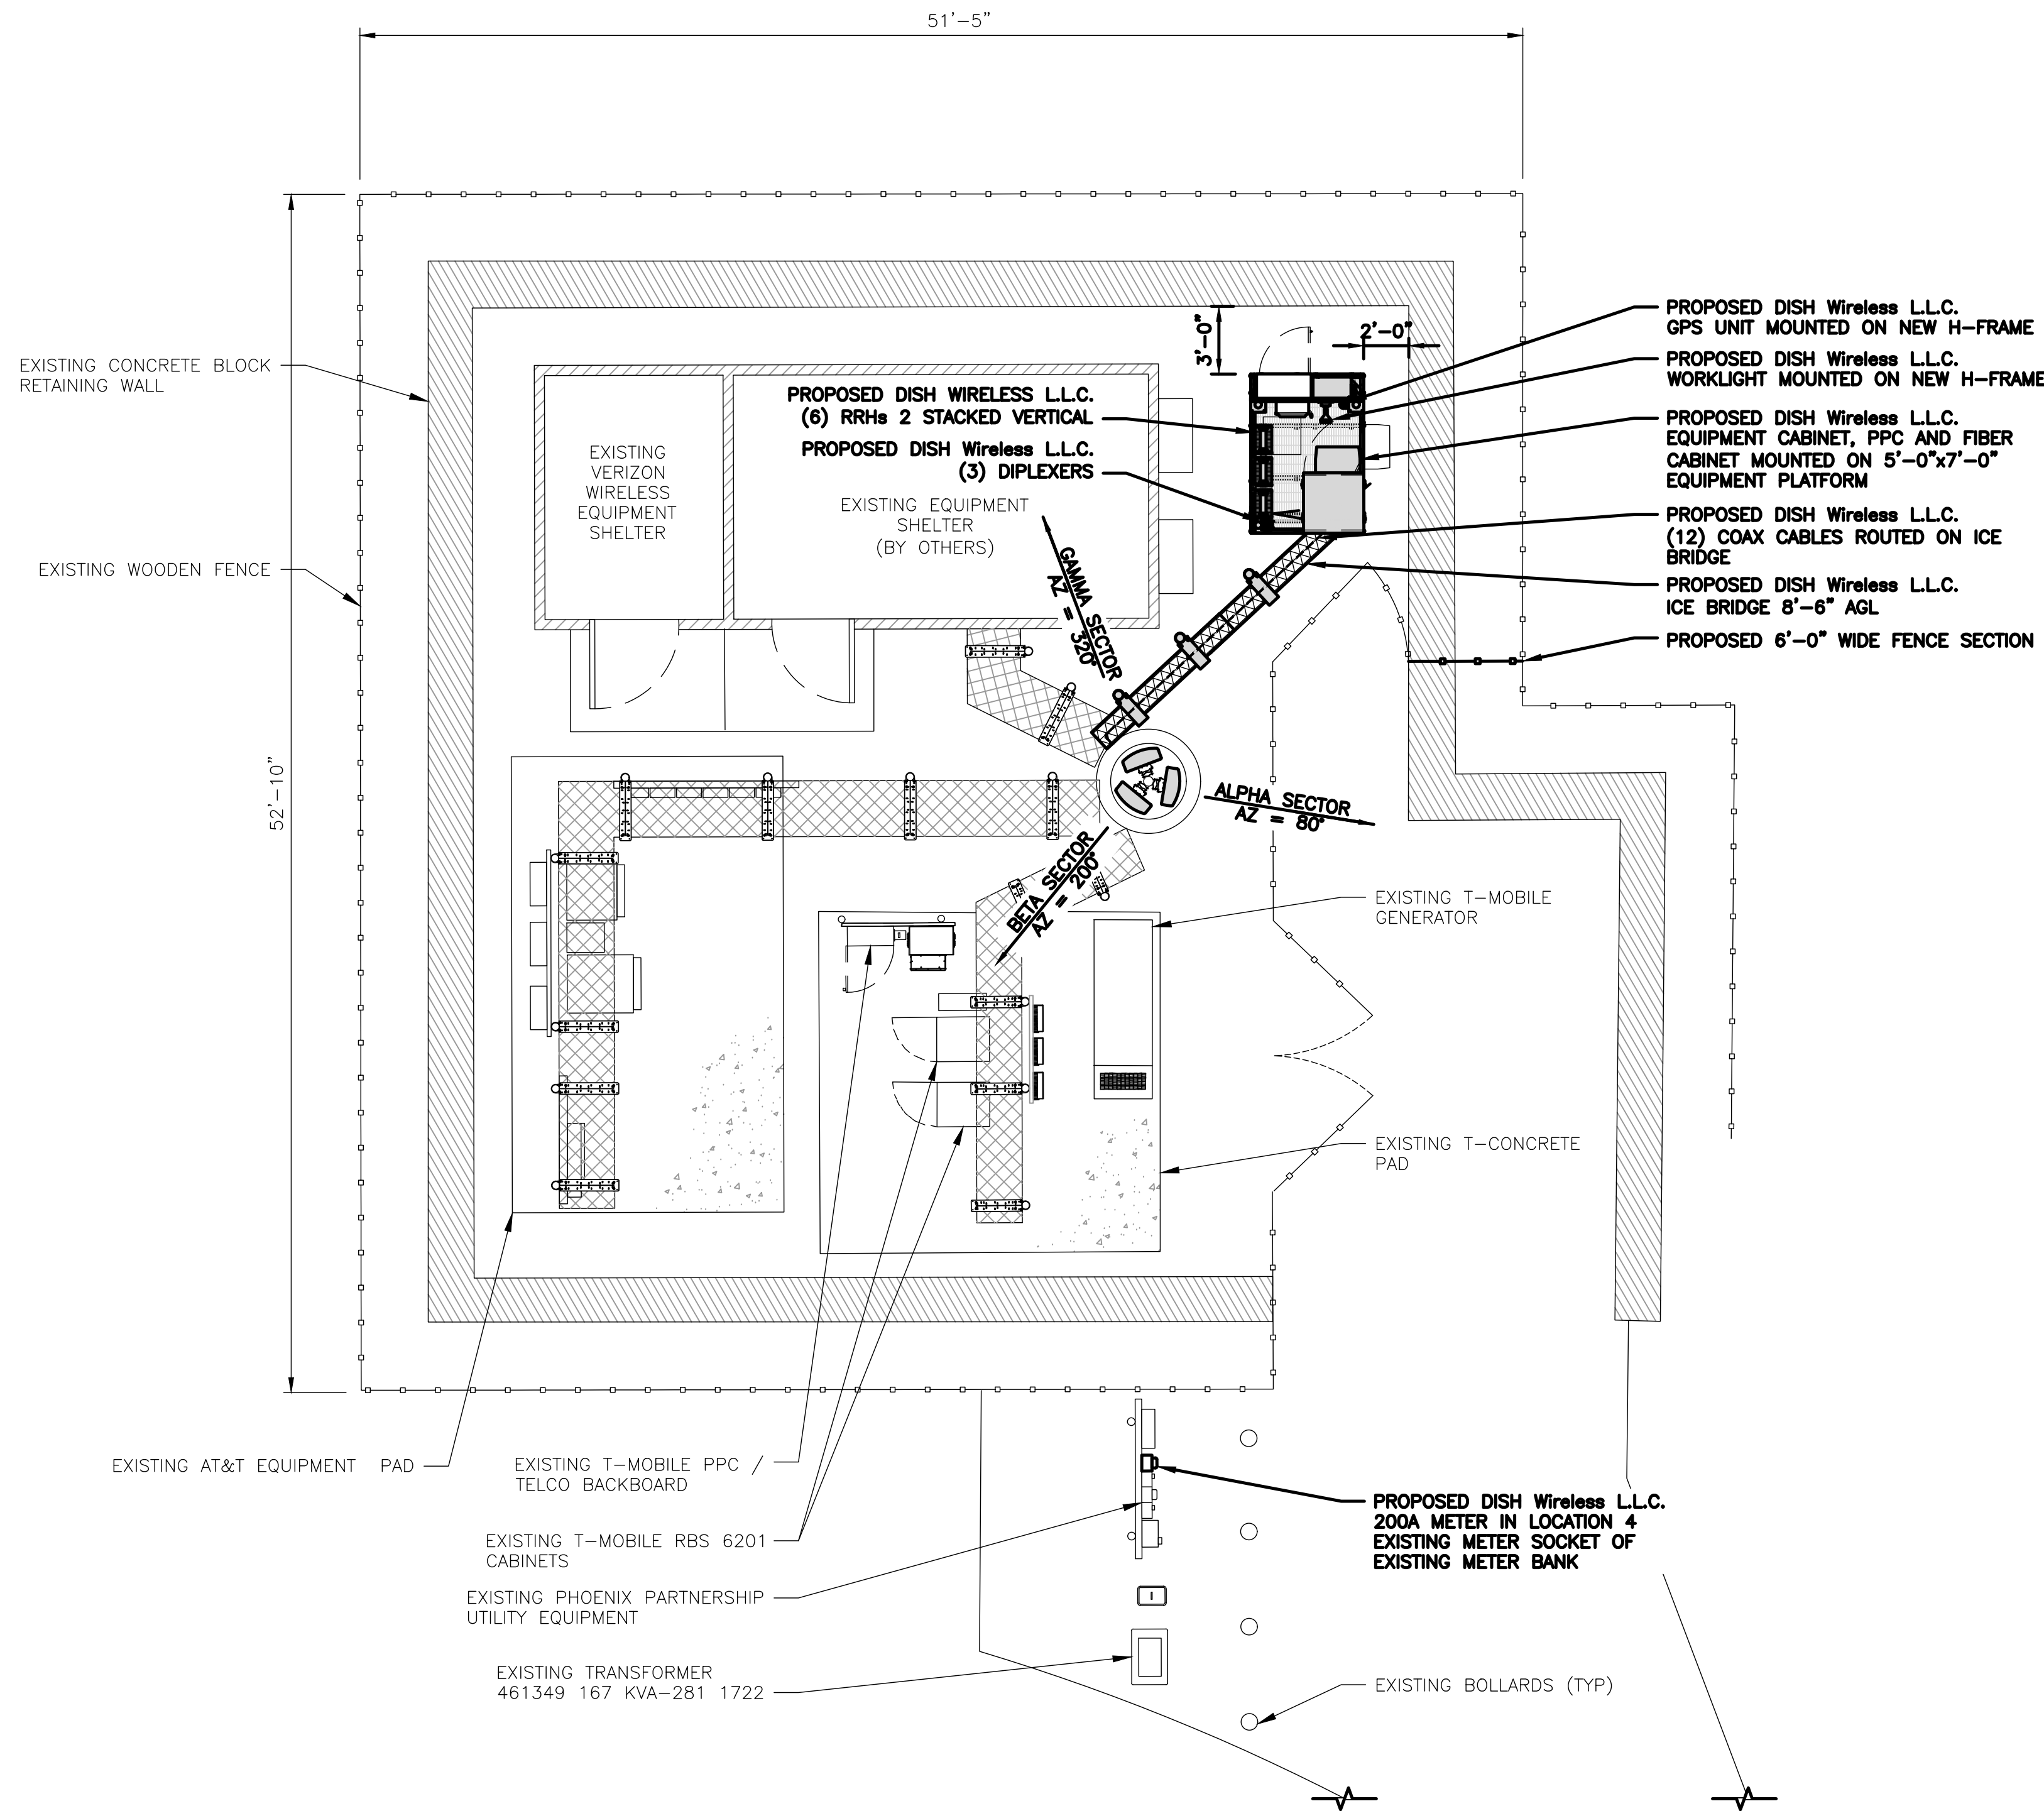 51'-5"
52'-10"
EXISTING CONCRETE BLOCK
RETAINING WALL
EXISTING WOODEN FENCE
EXISTING
VERIZON
WIRELESS
EQUIPMENT
SHELTER
EXISTING EQUIPMENT
SHELTER
(BY OTHERS)
PROPOSED DISH WIRELESS L.L.C.
(6) RRHs 2 STACKED VERTICAL
PROPOSED DISH Wireless L.L.C.
(3) DIPLEXERS
3'-0"
2'-0"
PROPOSED DISH Wireless L.L.C.
GPS UNIT MOUNTED ON NEW H-FRAME
PROPOSED DISH Wireless L.L.C.
WORKLIGHT MOUNTED ON NEW H-FRAME
PROPOSED DISH Wireless L.L.C.
EQUIPMENT CABINET, PPC AND FIBER
CABINET MOUNTED ON 5'-0"x7'-0"
EQUIPMENT PLATFORM
PROPOSED DISH Wireless L.L.C.
(12) COAX CABLES ROUTED ON ICE
BRIDGE
PROPOSED DISH Wireless L.L.C.
ICE BRIDGE 8'-6" AGL
PROPOSED 6'-0" WIDE FENCE SECTION
GAMMA SECTOR
AZ = 320°
ALPHA SECTOR
AZ = 80°
BETA SECTOR
AZ = 200°
EXISTING T-MOBILE
GENERATOR
EXISTING T-CONCRETE
PAD
EXISTING AT&T EQUIPMENT PAD
EXISTING T-MOBILE PPC /
TELCO BACKBOARD
EXISTING T-MOBILE RBS 6201
CABINETS
EXISTING PHOENIX PARTNERSHIP
UTILITY EQUIPMENT
EXISTING TRANSFORMER
461349 167 KVA-281 1722
PROPOSED DISH Wireless L.L.C.
200A METER IN LOCATION 4
EXISTING METER SOCKET OF
EXISTING METER BANK
EXISTING BOLLARDS (TYP)